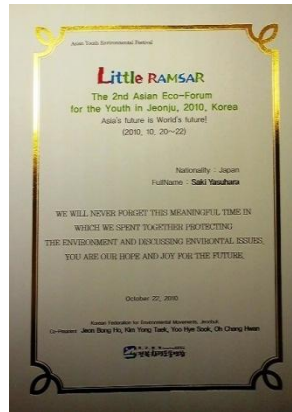 Asian Youth Environmental Festival
Little RAMSAR
The 2nd Asian Eco-Forum
for the Youth in Jeonju, 2010, Korea
Asia's future is World's future!
(2010. 10. 20~22)
Nationality : Japan
FullName : Saki Yasuhara
WE WILL NEVER FORGET THIS MEANINGFUL TIME IN
WHICH WE SPENT TOGETHER PROTECTING
THE ENVIRONMENT AND DISCUSSING ENVIRONTAL ISSUES.
YOU ARE OUR HOPE AND JOY FOR THE FUTURE.
October 22, 2010
Korean Federation for Environmental Movements, Jeonbuk
Co-President Jeon Bong Ho, Kim Yong Taek, Yoo Hye Sook, Oh Chang Hwan